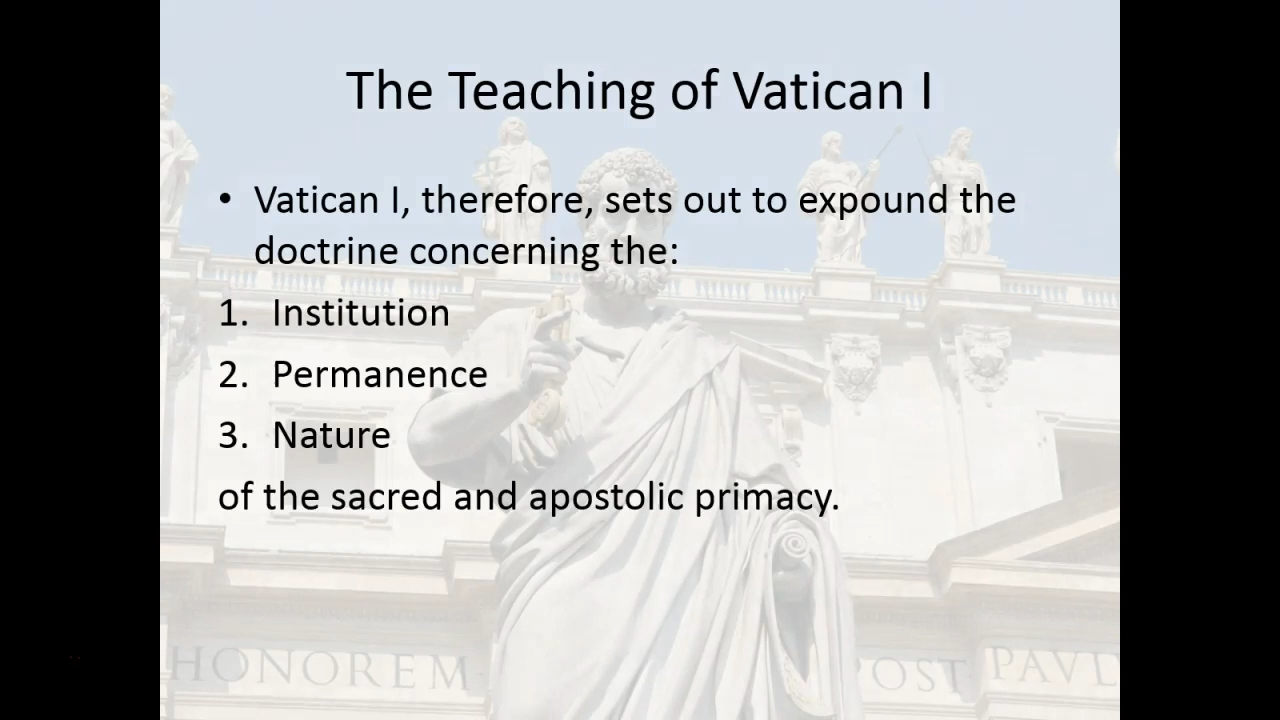 The Teaching of Vatican I
• Vatican I, therefore, sets out to expound the
doctrine concerning the:
1. Institution
2. Permanence
3. Nature
of the sacred and apostolic primacy.
HONOREM POST PAVL